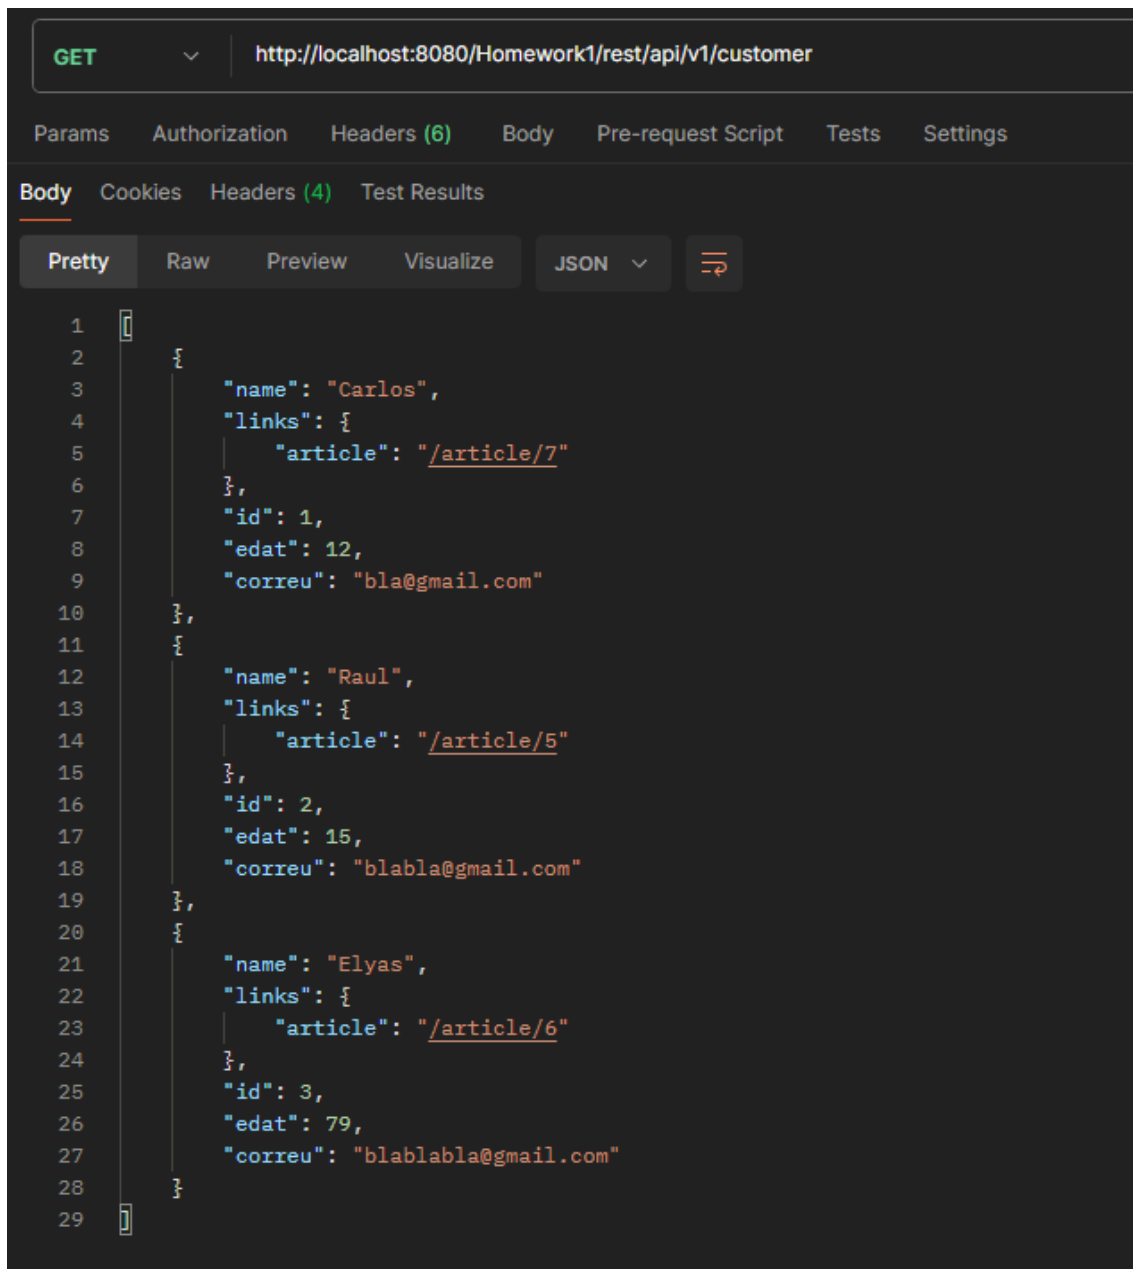 GET http://localhost:8080/Homework1/rest/api/v1/customer
Params Authorization Headers (6) Body Pre-request Script Tests Settings
Body Cookies Headers (4) Test Results
Pretty Raw Preview Visualize JSON
1 [
2 {
3 "name": "Carlos",
4 "links": {
5 "article": "/article/7"
6 },
7 "id": 1,
8 "edat": 12,
9 "correu": "bla@gmail.com"
10 },
11 {
12 "name": "Raul",
13 "links": {
14 "article": "/article/5"
15 },
16 "id": 2,
17 "edat": 15,
18 "correu": "blabla@gmail.com"
19 },
20 {
21 "name": "Elyas",
22 "links": {
23 "article": "/article/6"
24 },
25 "id": 3,
26 "edat": 79,
27 "correu": "blablabla@gmail.com"
28 }
29 ]